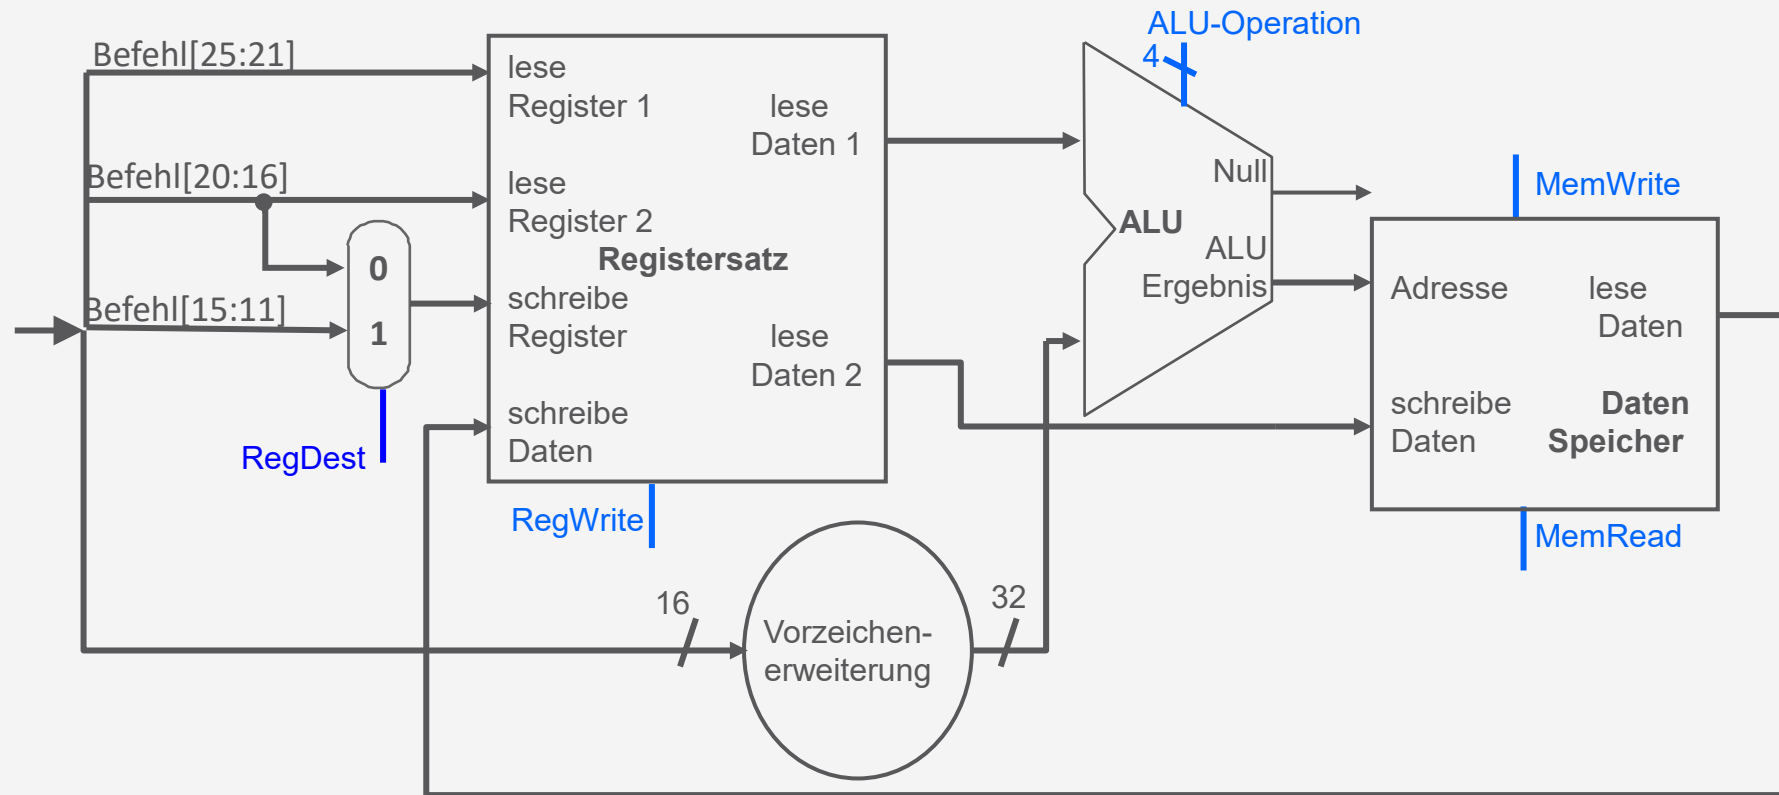 Befehl[25:21]
Befehl[20:16]
Befehl[15:11]
0
1
RegDest
lese
Register 1
lese
Daten 1
lese
Register 2
Registersatz
schreibe
Register
lese
Daten 2
schreibe
Daten
RegWrite
16
Vorzeichen-
erweiterung
32
ALU-Operation
4
Null
ALU
ALU
Ergebnis
MemWrite
Adresse
lese
Daten
schreibe
Daten
Daten
Speicher
MemRead